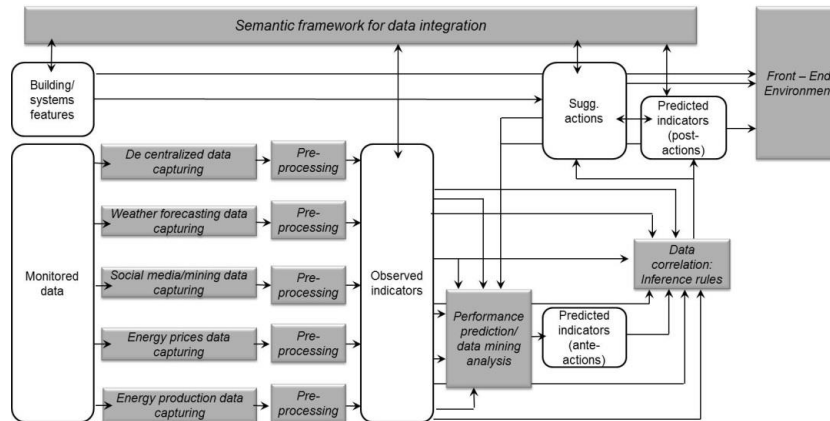 Semantic framework for data integration
Building/
systems
features
Sugg.
actions
Predicted
indicators
(post-
actions)
Front – End
Environment
De centralized data
capturing
Pre-
processing
Weather forecasting data
capturing
Pre-
processing
Monitored
data
Social media/mining data
capturing
Pre-
processing
Observed
indicators
Data
correlation:
Inference rules
Energy prices data
capturing
Pre-
processing
Performance
prediction/
data mining
analysis
Predicted
indicators
(ante-
actions)
Energy production data
capturing
Pre-
processing